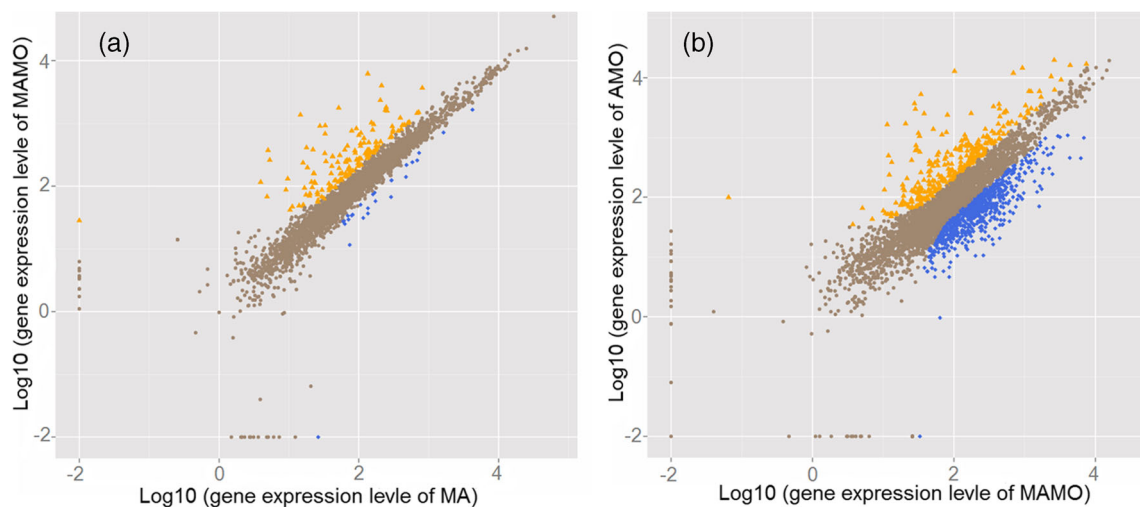 (a)
Log10 (gene expression levle of MAMO)
4
2
0
-2
-2 0 2 4
Log10 (gene expression levle of MA)
(b)
Log10 (gene expression levle of AMO)
4
2
0
-2
-2 0 2 4
Log10 (gene expression levle of MAMO)